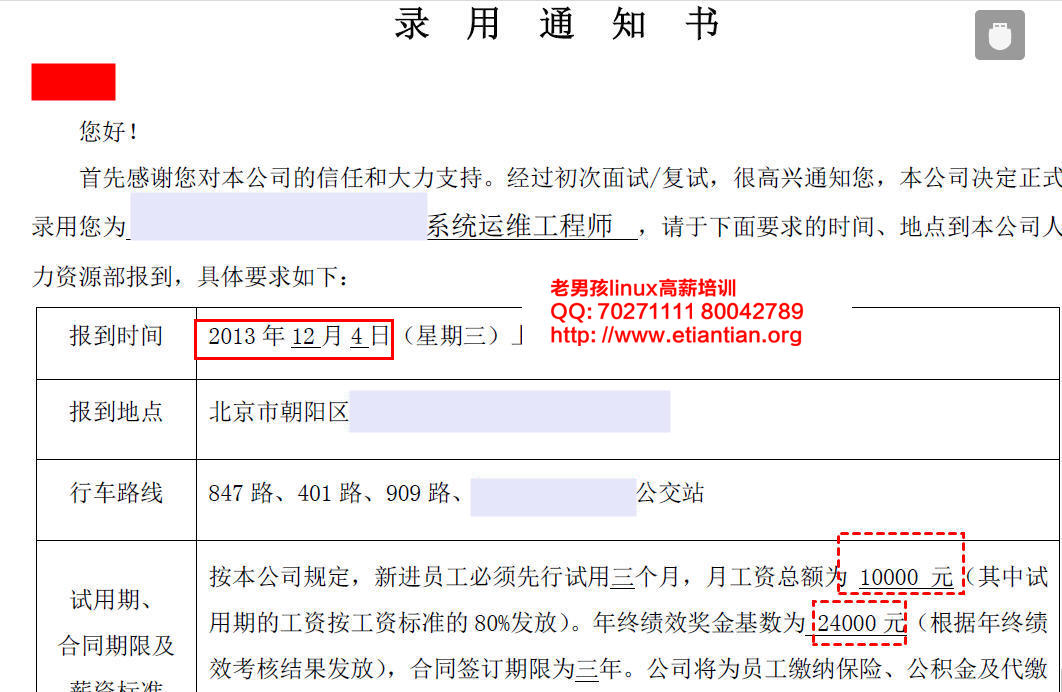 录用通知书
您好！
首先感谢您对本公司的信任和大力支持。经过初次面试/复试，很高兴通知您，本公司决定正式
录用您为 系统运维工程师 ，请于下面要求的时间、地点到本公司人
力资源部报到，具体要求如下：
老男孩linux高薪培训
QQ: 70271111 80042789
http: //www.etiantian.org
报到时间 2013 年 12 月 4 日（星期三）
报到地点 北京市朝阳区
行车路线 847 路、401 路、909 路、 公交站
试用期、
合同期限及
薪资标准
按本公司规定，新进员工必须先行试用三个月，月工资总额为 10000 元（其中试
用期的工资按工资标准的 80%发放）。年终绩效奖金基数为 24000 元（根据年终绩
效考核结果发放），合同签订期限为三年。公司将为员工缴纳保险、公积金及代缴